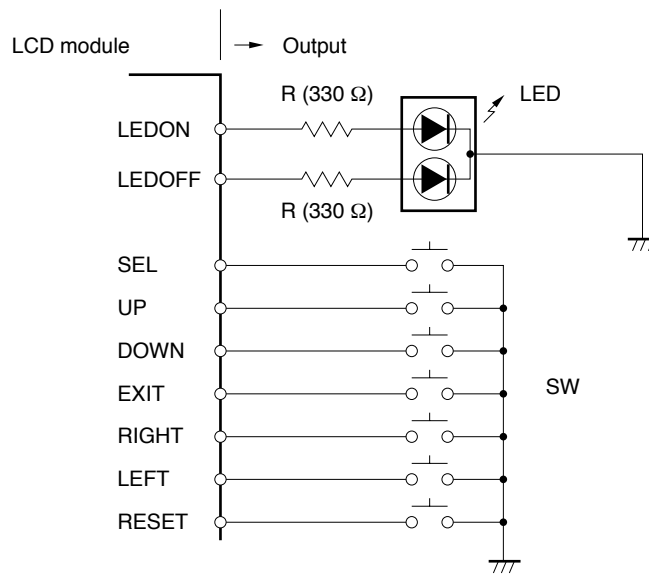 LCD module
Output
R (330 Ω)
LED
LEDON
LEDOFF
R (330 Ω)
SEL
UP
DOWN
EXIT
SW
RIGHT
LEFT
RESET